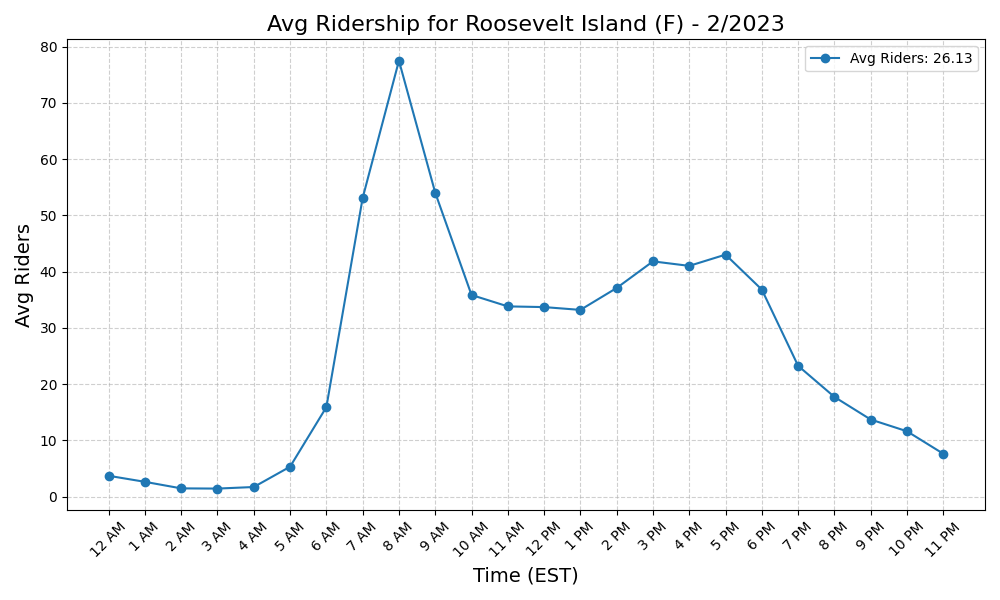 Avg Ridership for Roosevelt Island (F) - 2/2023
Avg Riders: 26.13
Avg Riders
80
70
60
50
40
30
20
10
0
12 AM
1 AM
2 AM
3 AM
4 AM
5 AM
6 AM
7 AM
8 AM
9 AM
10 AM
11 AM
12 PM
1 PM
2 PM
3 PM
4 PM
5 PM
6 PM
7 PM
8 PM
9 PM
10 PM
11 PM
Time (EST)